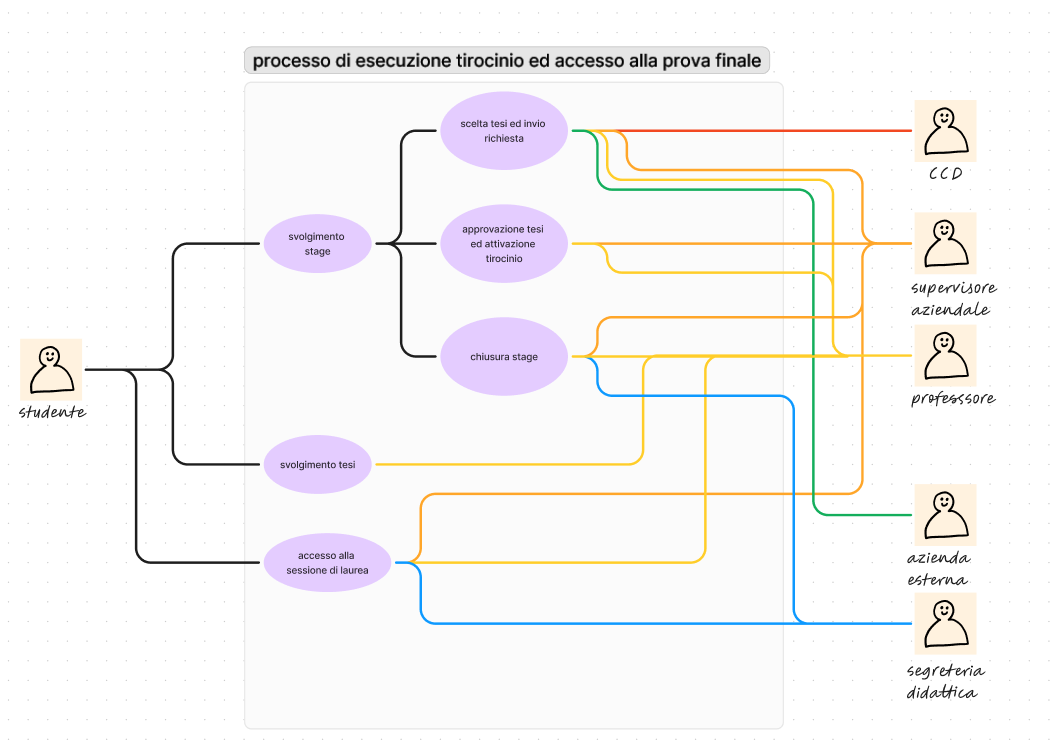 processo di esecuzione tirocinio ed accesso alla prova finale
scelta tesi ed invio
richiesta
CCD
svolgimento
stage
approvazione tesi
ed attivazione
tirocinio
supervisore
aziendale
chiusura stage
professsore
studente
svolgimento tesi
accesso alla
sessione di laurea
azienda
esterna
segreteria
didattica